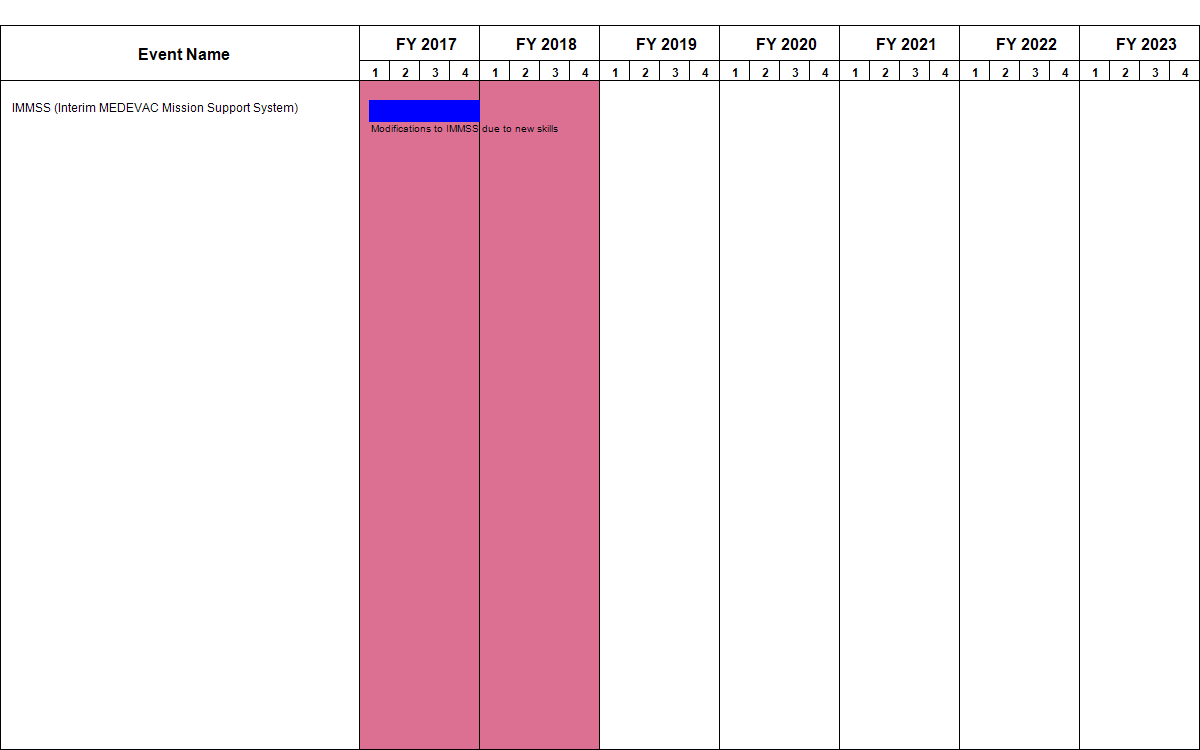 Event Name
FY 2017 FY 2018 FY 2019 FY 2020 FY 2021 FY 2022 FY 2023
1 2 3 4 1 2 3 4 1 2 3 4 1 2 3 4 1 2 3 4 1 2 3 4 1 2 3 4
IMMSS (Interim MEDEVAC Mission Support System)
Modifications to IMMSS due to new skills